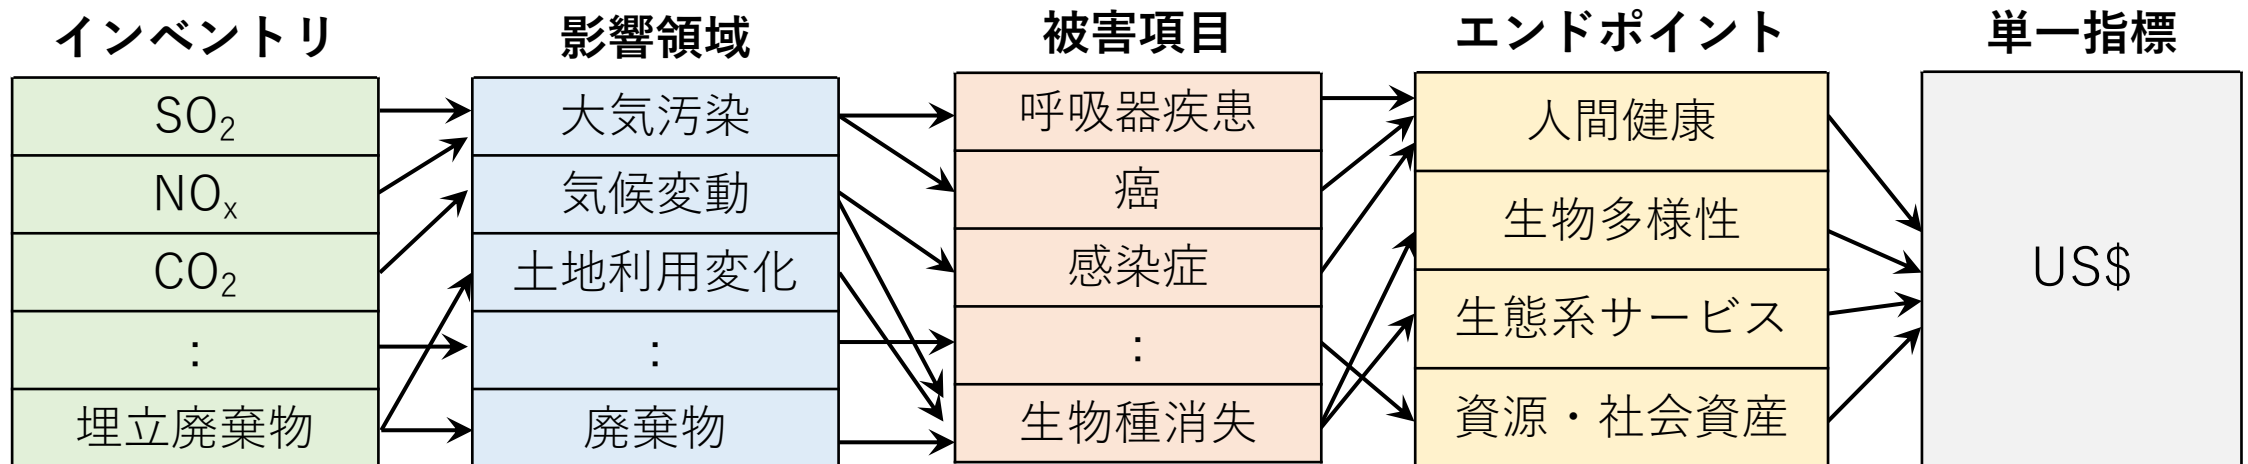 インベントリ
SO₂
NOₓ
CO₂
:
埋立廃棄物
影響領域
大気汚染
気候変動
土地利用変化
:
廃棄物
被害項目
呼吸器疾患
癌
感染症
:
生物種消失
エンドポイント
人間健康
生物多様性
生態系サービス
資源・社会資産
単一指標
US$